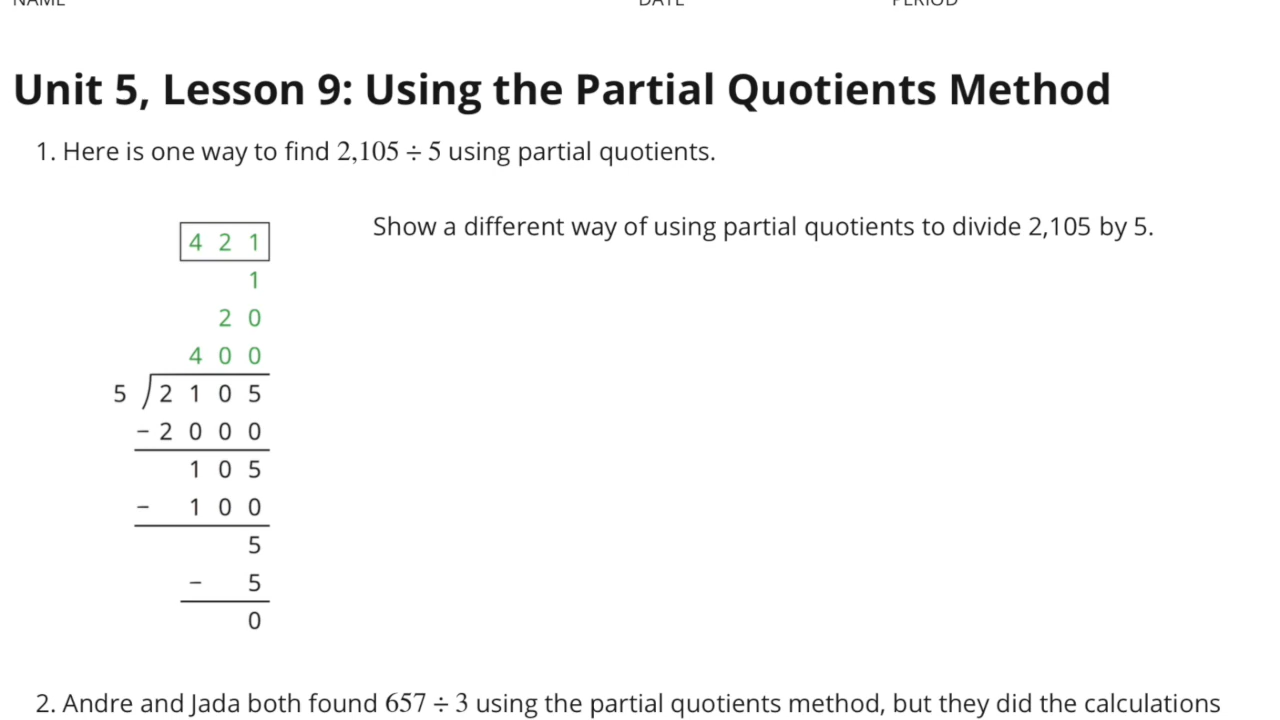 NAME DATE PERIOD
Unit 5, Lesson 9: Using the Partial Quotients Method
1. Here is one way to find 2,105 ÷ 5 using partial quotients.
Show a different way of using partial quotients to divide 2,105 by 5.
4 2 1
1
2 0
4 0 0
5 2 1 0 5
− 2 0 0 0
1 0 5
− 1 0 0
5
− 5
0
2. Andre and Jada both found 657 ÷ 3 using the partial quotients method, but they did the calculations